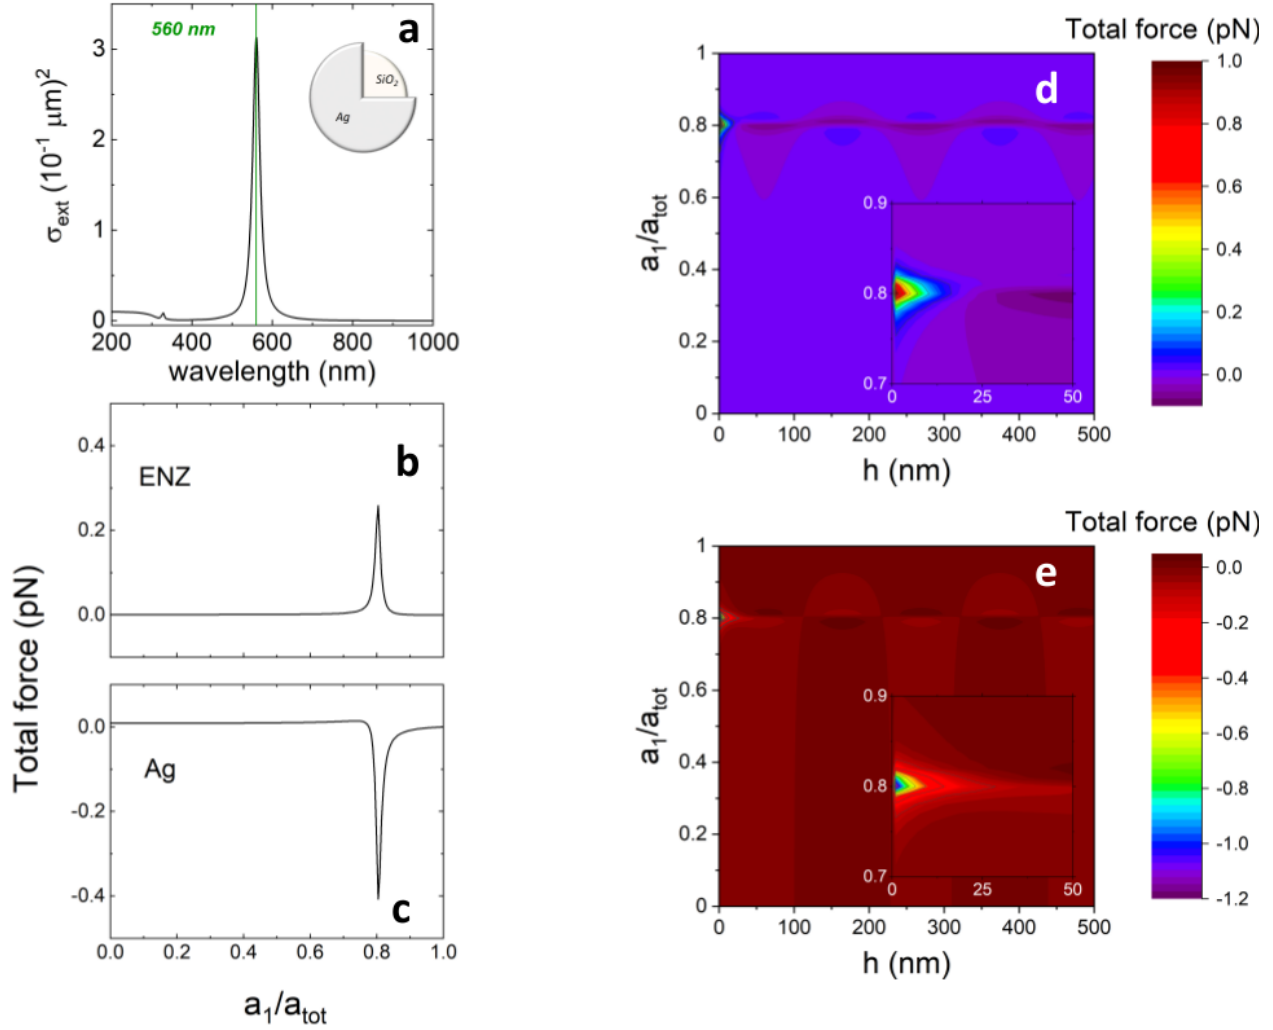 560 nm
a
SiO2
Ag
3
2
1
0
σext (10-1 μm)2
200 400 600 800 1000
wavelength (nm)
b
ENZ
0.4
0.2
0.0
Total force (pN)
Ag
c
0.0
-0.2
-0.4
0.0 0.2 0.4 0.6 0.8 1.0
a1/atot
Total force (pN)
d
1
0.8
0.6
0.4
0.2
0
a1/atot
0.9
0.8
0.7
0 25 50
0 100 200 300 400 500
h (nm)
1.0
0.8
0.6
0.4
0.2
0.0
Total force (pN)
e
1
0.8
0.6
0.4
0.2
0
a1/atot
0.9
0.8
0.7
0 25 50
0 100 200 300 400 500
h (nm)
0.0
-0.2
-0.4
-0.6
-0.8
-1.0
-1.2